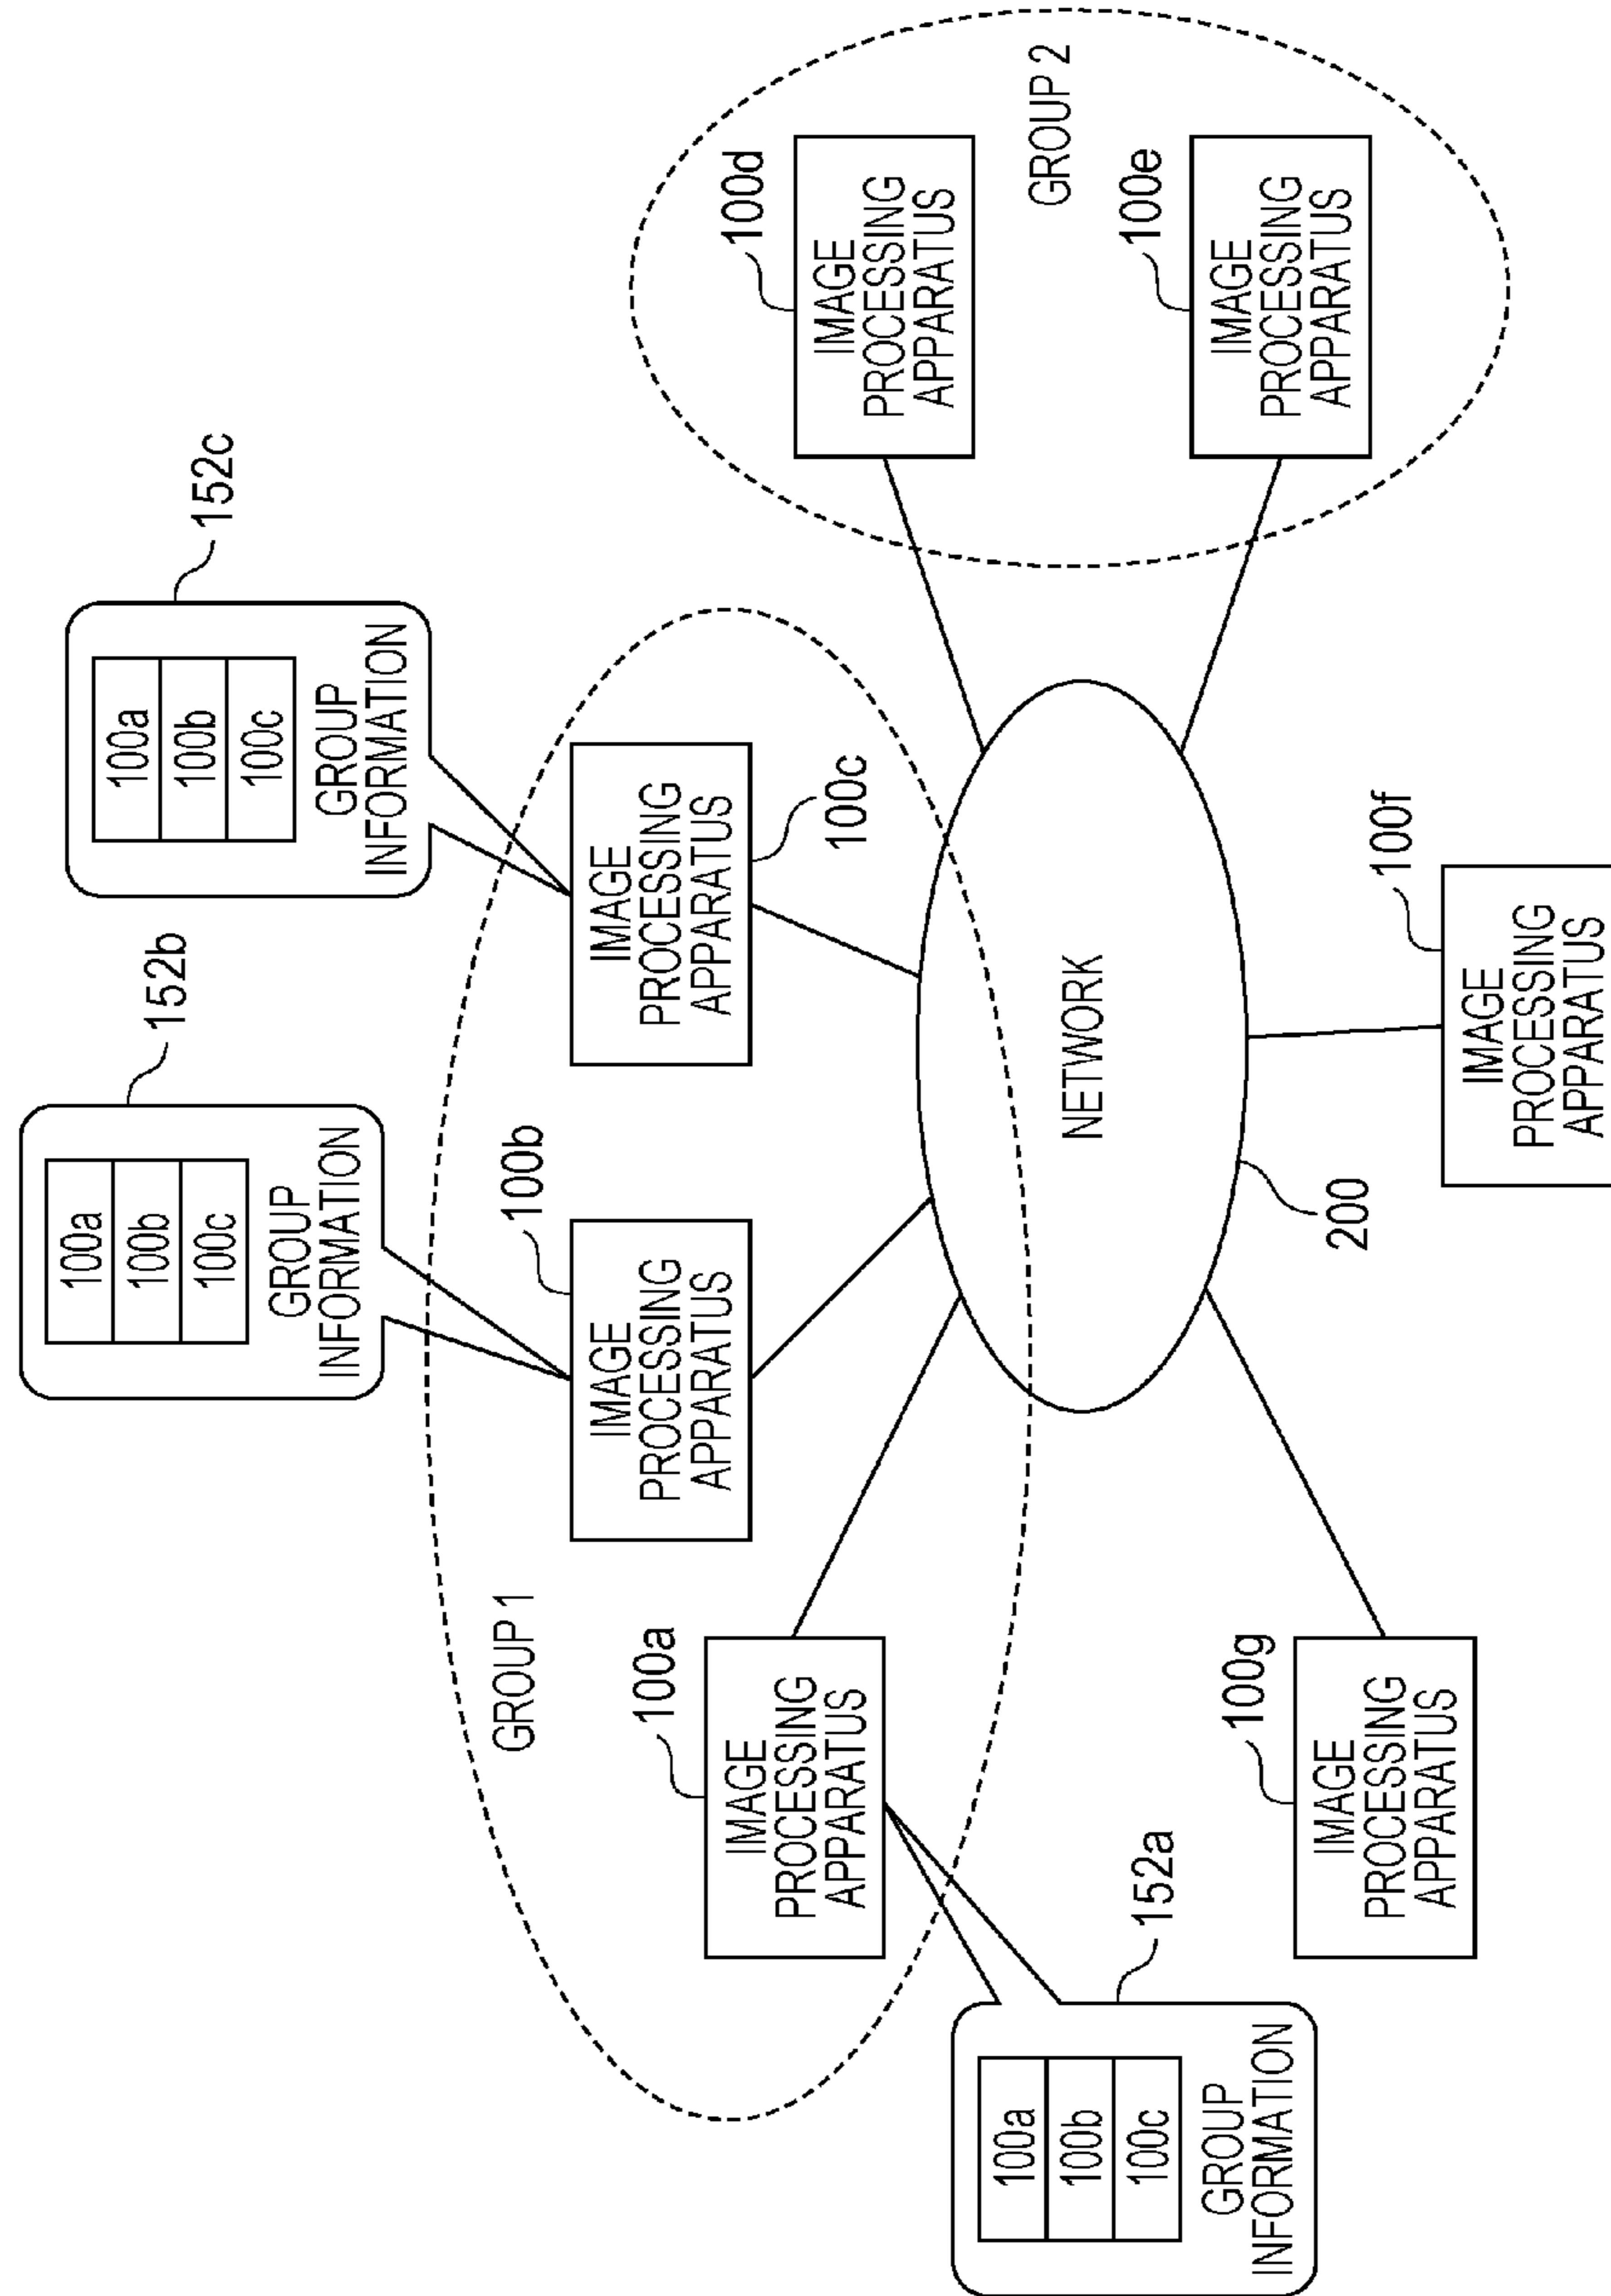 152b
100a
100b
100c
GROUP
INFORMATION
152c
100a
100b
100c
GROUP
INFORMATION
GROUP 1
100b
IMAGE
PROCESSING
APPARATUS
IMAGE
PROCESSING
APPARATUS
100c
100a
IMAGE
PROCESSING
APPARATUS
100d
IMAGE
PROCESSING
APPARATUS
GROUP 2
100e
IMAGE
PROCESSING
APPARATUS
152a
100a
100b
100c
GROUP
INFORMATION
NETWORK
200
100g
IMAGE
PROCESSING
APPARATUS
100f
IMAGE
PROCESSING
APPARATUS